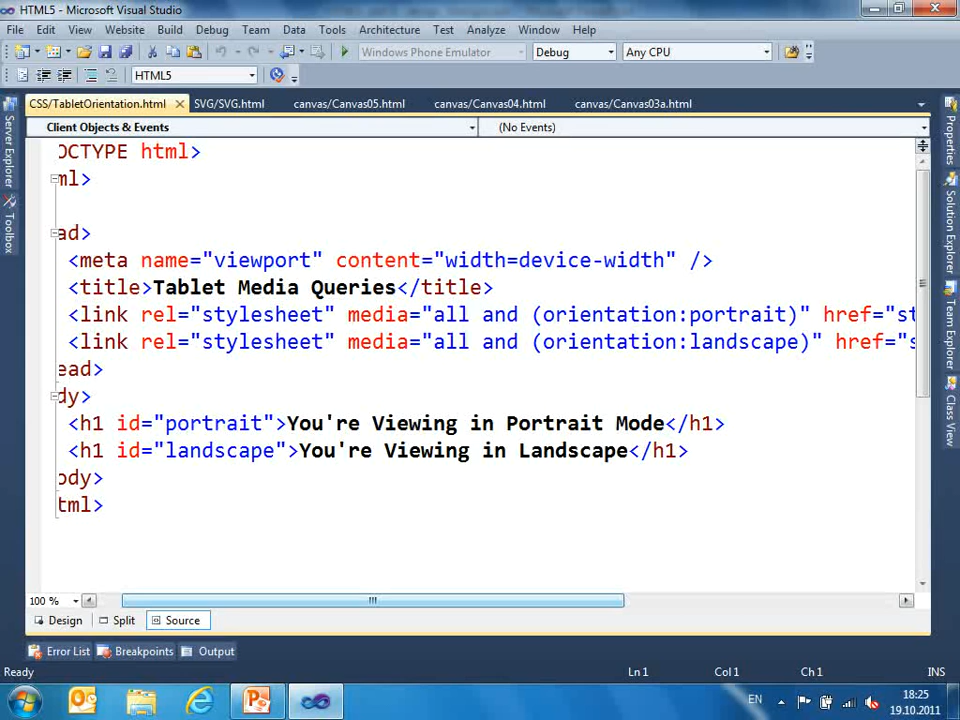 HTML5 - Microsoft Visual Studio
File Edit View Website Build Debug Team Data Tools Architecture Test Analyze Window Help
Windows Phone Emulator Debug Any CPU
HTML5
CSS/TabletOrientation.html SVG/SVG.html canvas/Canvas05.html canvas/Canvas04.html canvas/Canvas03a.html
Client Objects & Events (No Events)
OCTYPE html>
ml>
ad>
<meta name="viewport" content="width=device-width" />
<title>Tablet Media Queries</title>
<link rel="stylesheet" media="all and (orientation:portrait)" href="st
<link rel="stylesheet" media="all and (orientation:landscape)" href="s
ead>
dy>
<h1 id="portrait">You're Viewing in Portrait Mode</h1>
<h1 id="landscape">You're Viewing in Landscape</h1>
ody>
tml>
100 %
Design Split Source
Error List Breakpoints Output
Ready Ln 1 Col 1 Ch 1 INS
EN 18:25
19.10.2011
Server Explorer
Toolbox
Properties
Solution Explorer
Team Explorer
Class View